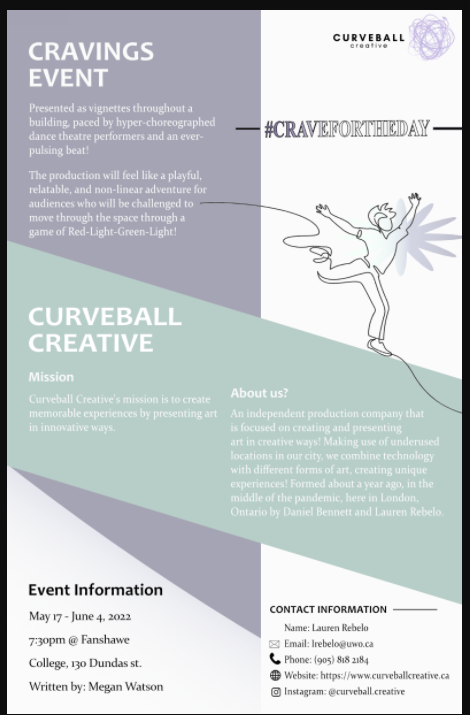 CURVEBALL
creative
CRAVINGS
EVENT
Presented as vignettes throughout a
building, paced by hyper-choreographed
dance theatre performers and an ever-
pulsing beat!
The production will feel like a playful,
relatable, and non-linear adventure for
audiences who will be challenged to
move through the space through a
game of Red-Light-Green-Light!
#CRAVEFORTHEDAY
CURVEBALL
CREATIVE
Mission
Curveball Creative's mission is to create
memorable experiences by presenting art
in innovative ways.
About us?
An independent production company that
is focused on creating and presenting
art in creative ways! Making use of underused
locations in our city, we combine technology
with different forms of art, creating unique
experiences! Formed about a year ago, in the
middle of the pandemic, here in London,
Ontario by Daniel Bennett and Lauren Rebelo.
Event Information
May 17 - June 4, 2022
7:30pm @ Fanshawe
College, 130 Dundas st.
Written by: Megan Watson
CONTACT INFORMATION
Name: Lauren Rebelo
Email: lrebelo@uwo.ca
Phone: (905) 818 2184
Website: https://www.curveballcreative.ca
Instagram: @curveball.creative